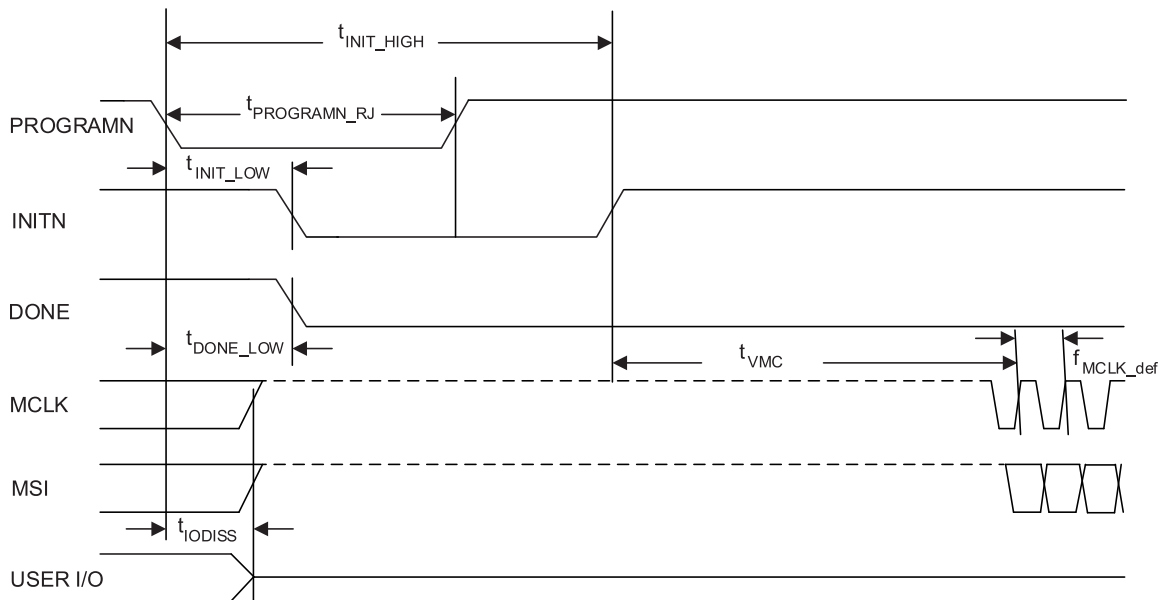 tINIT_HIGH
tPROGRAMN_RJ
PROGRAMN
tINIT_LOW
INITN
DONE
tDONE_LOW
tVMC
fMCLK_def
MCLK
MSI
tIODISS
USER I/O